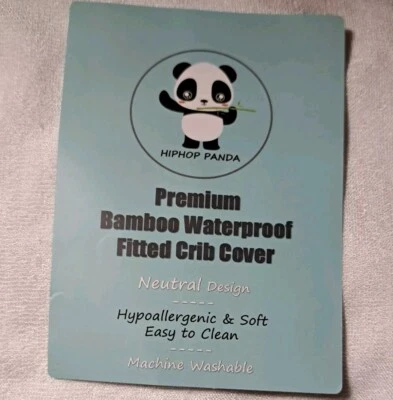 HIPHOP PANDA
Premium
Bamboo Waterproof
Fitted Crib Cover
Neutral Design
-----
Hypoallergenic & Soft
Easy to Clean
-----
Machine Washable